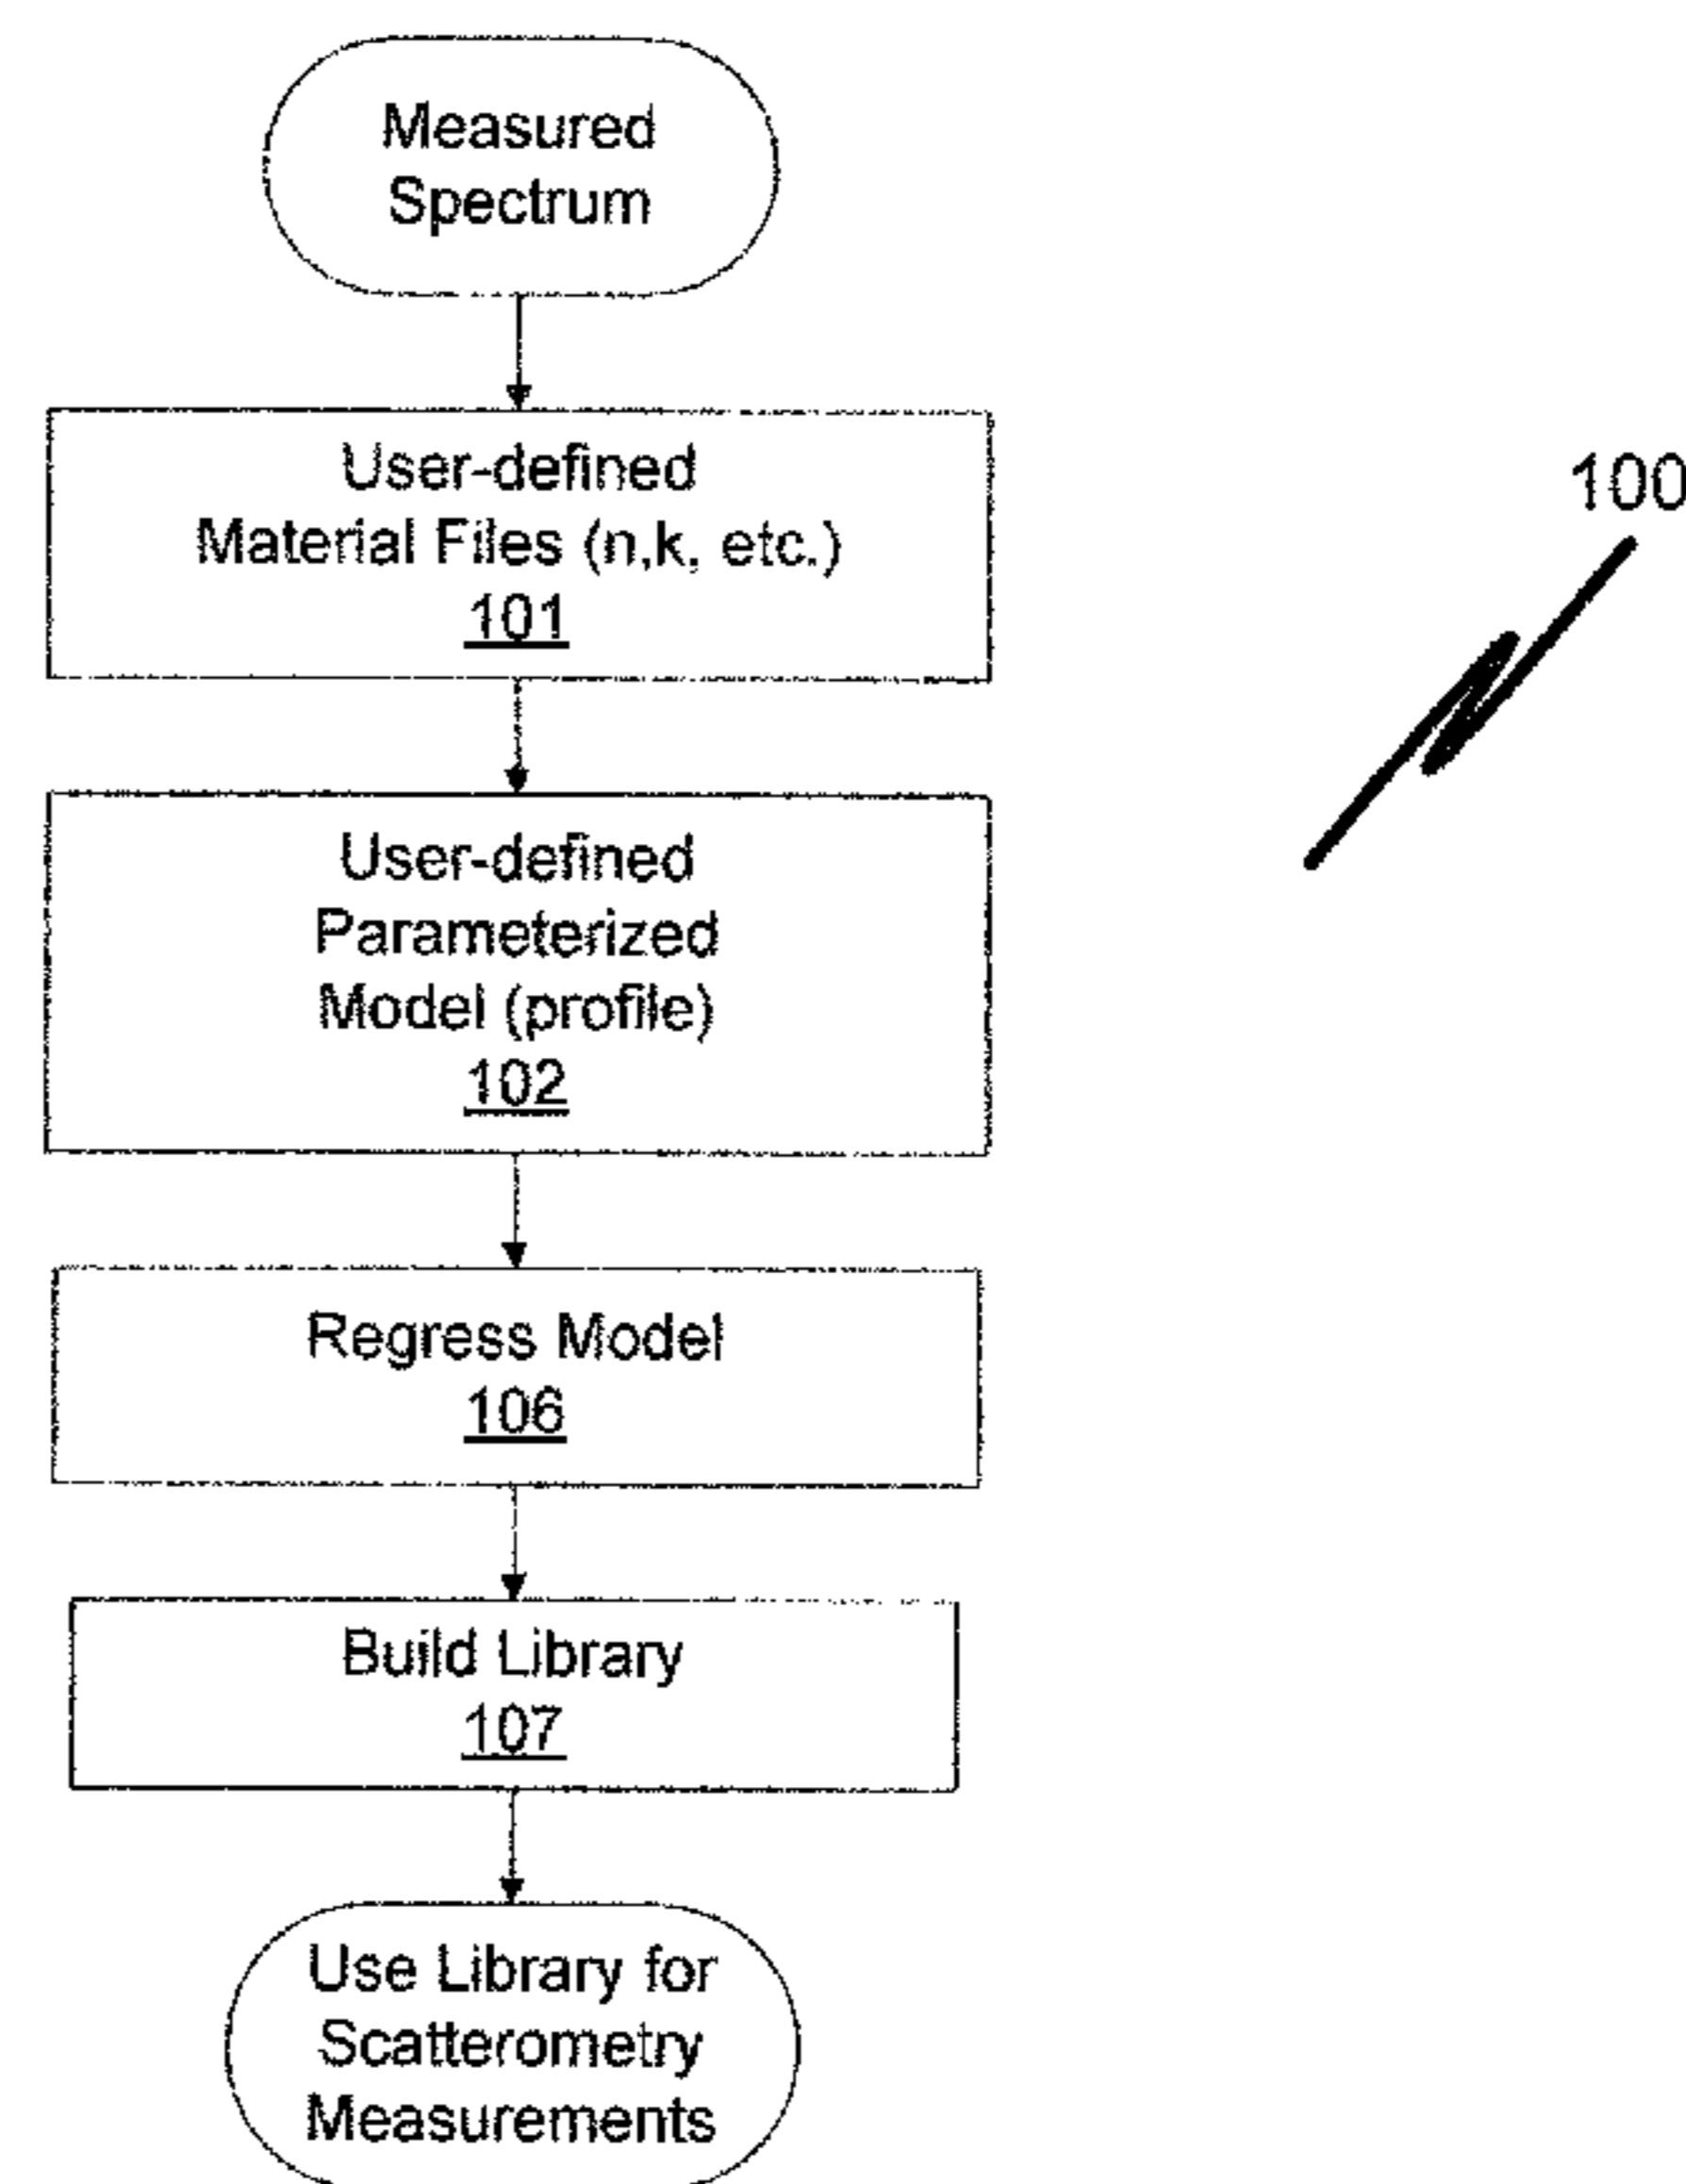 Measured
Spectrum
User-defined
Material Files (n,k, etc.)
101
100
User-defined
Parameterized
Model (profile)
102
Regress Model
106
Build Library
107
Use Library for
Scatterometry
Measurements